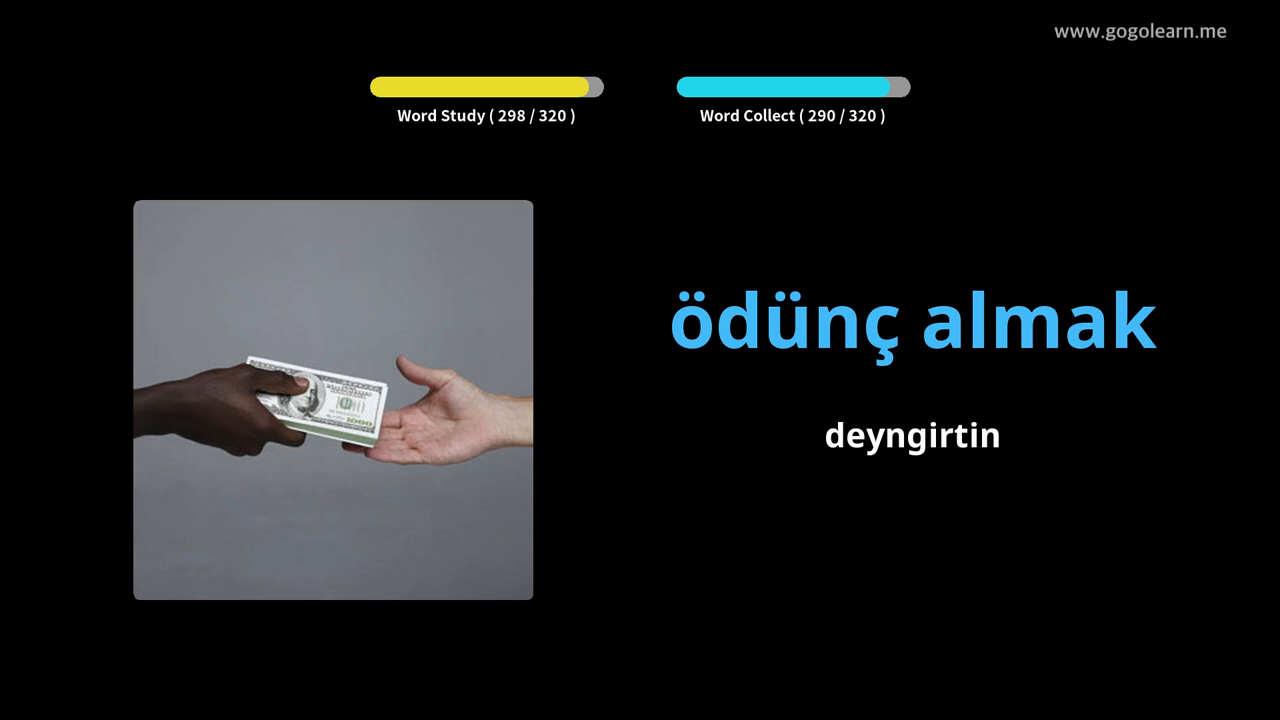 www.gogolearn.me
Word Study ( 298 / 320 )
Word Collect ( 290 / 320 )
ödünç almak
deyngirtin